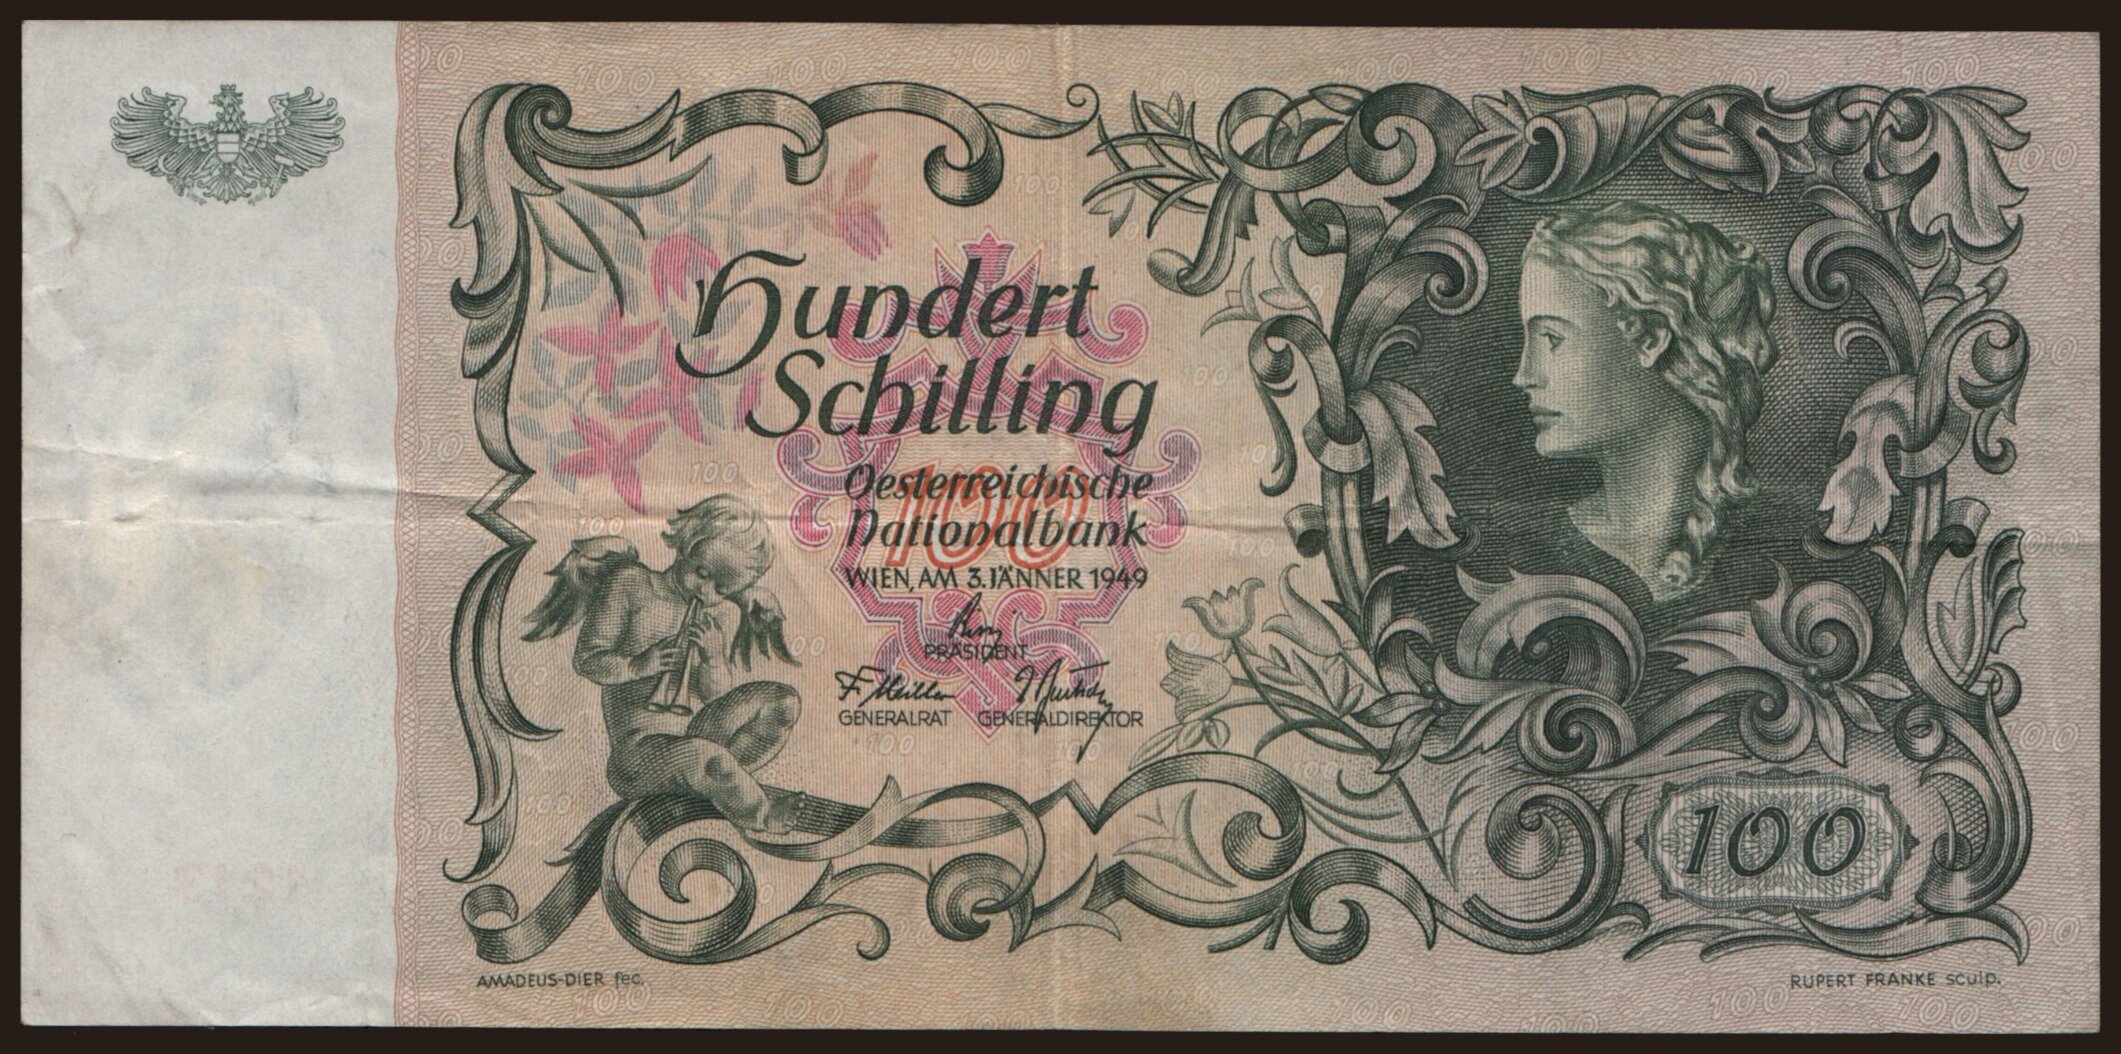 Hundert
Schilling
100
Oesterreichische
Nationalbank
WIEN, AM 3. JÄNNER 1949
PRÄSIDENT
GENERALRAT GENERALDIREKTOR
100
AMADEUS-DIER fec.
RUPERT FRANKE sculp.